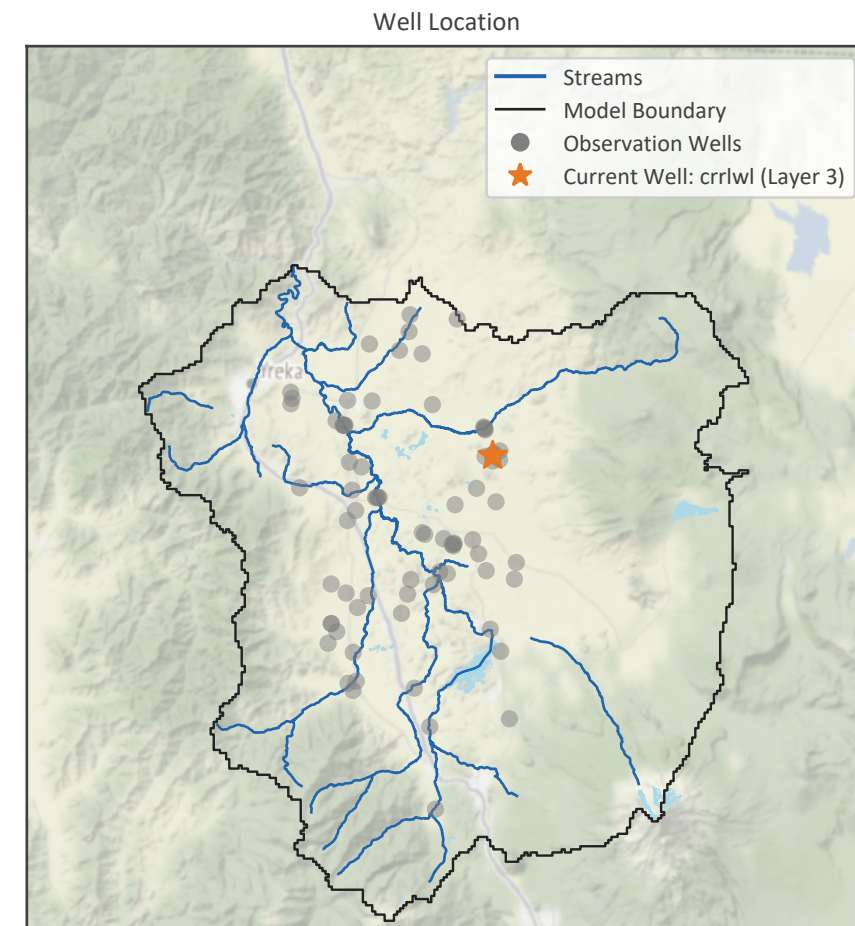 Well Location
Streams
Model Boundary
Observation Wells
Current Well: crrlwl (Layer 3)
Yreka